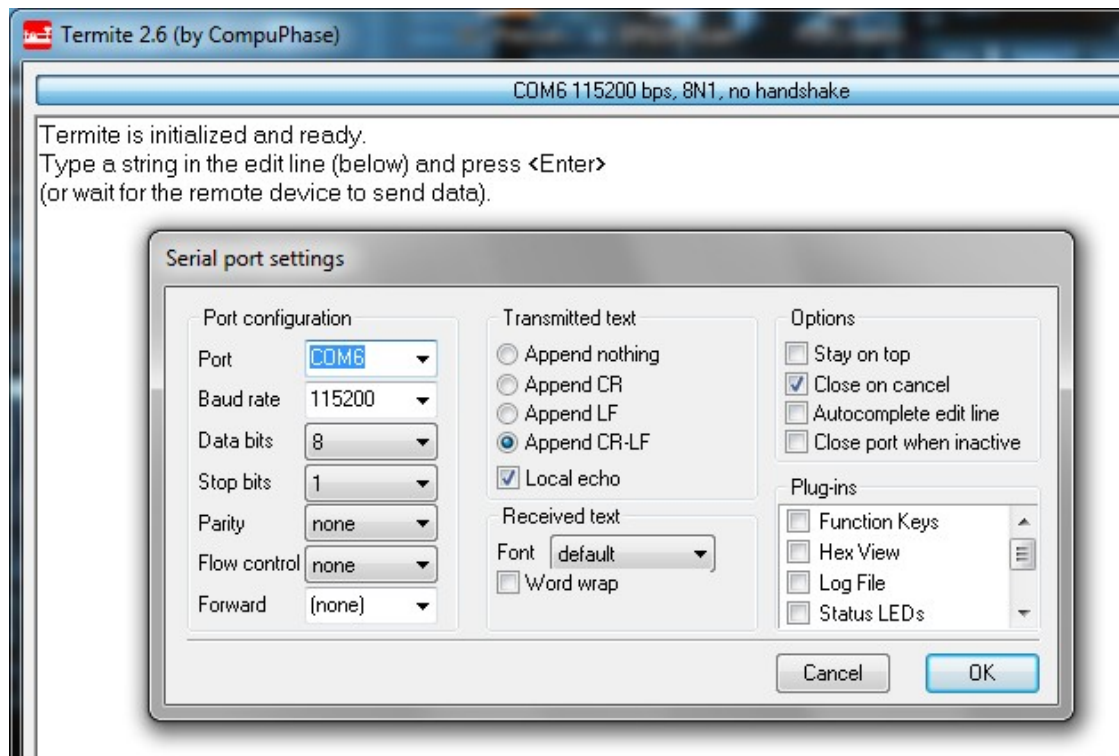 Termite 2.6 (by CompuPhase)
COM6 115200 bps, 8N1, no handshake
Termite is initialized and ready.
Type a string in the edit line (below) and press <Enter>
(or wait for the remote device to send data).
Serial port settings
Port configuration
Port COM6
Baud rate 115200
Data bits 8
Stop bits 1
Parity none
Flow control none
Forward (none)
Transmitted text
Append nothing
Append CR
Append LF
Append CR-LF
Local echo
Received text
Font default
Word wrap
Options
Stay on top
Close on cancel
Autocomplete edit line
Close port when inactive
Plug-ins
Function Keys
Hex View
Log File
Status LEDs
Cancel OK